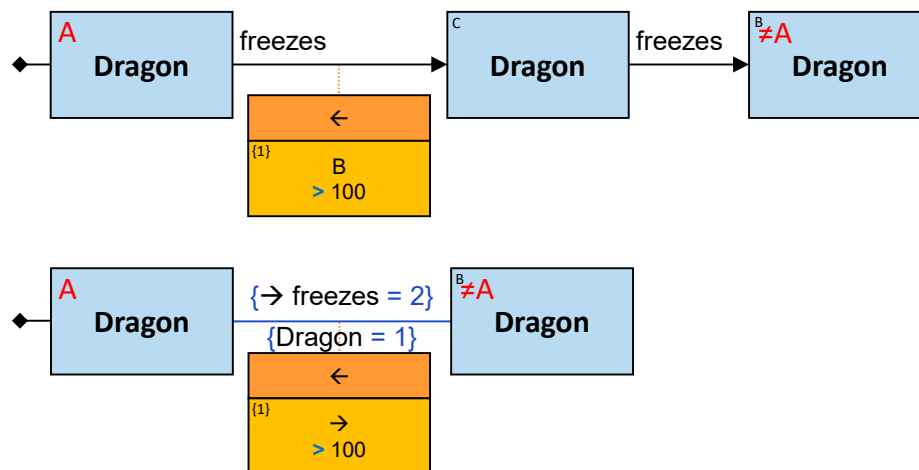 A
Dragon
freezes
C
Dragon
freezes
B
≠A
Dragon
←
{1}
B
> 100
A
Dragon
{→ freezes = 2}
{Dragon = 1}
B
≠A
Dragon
←
{1}
→
> 100